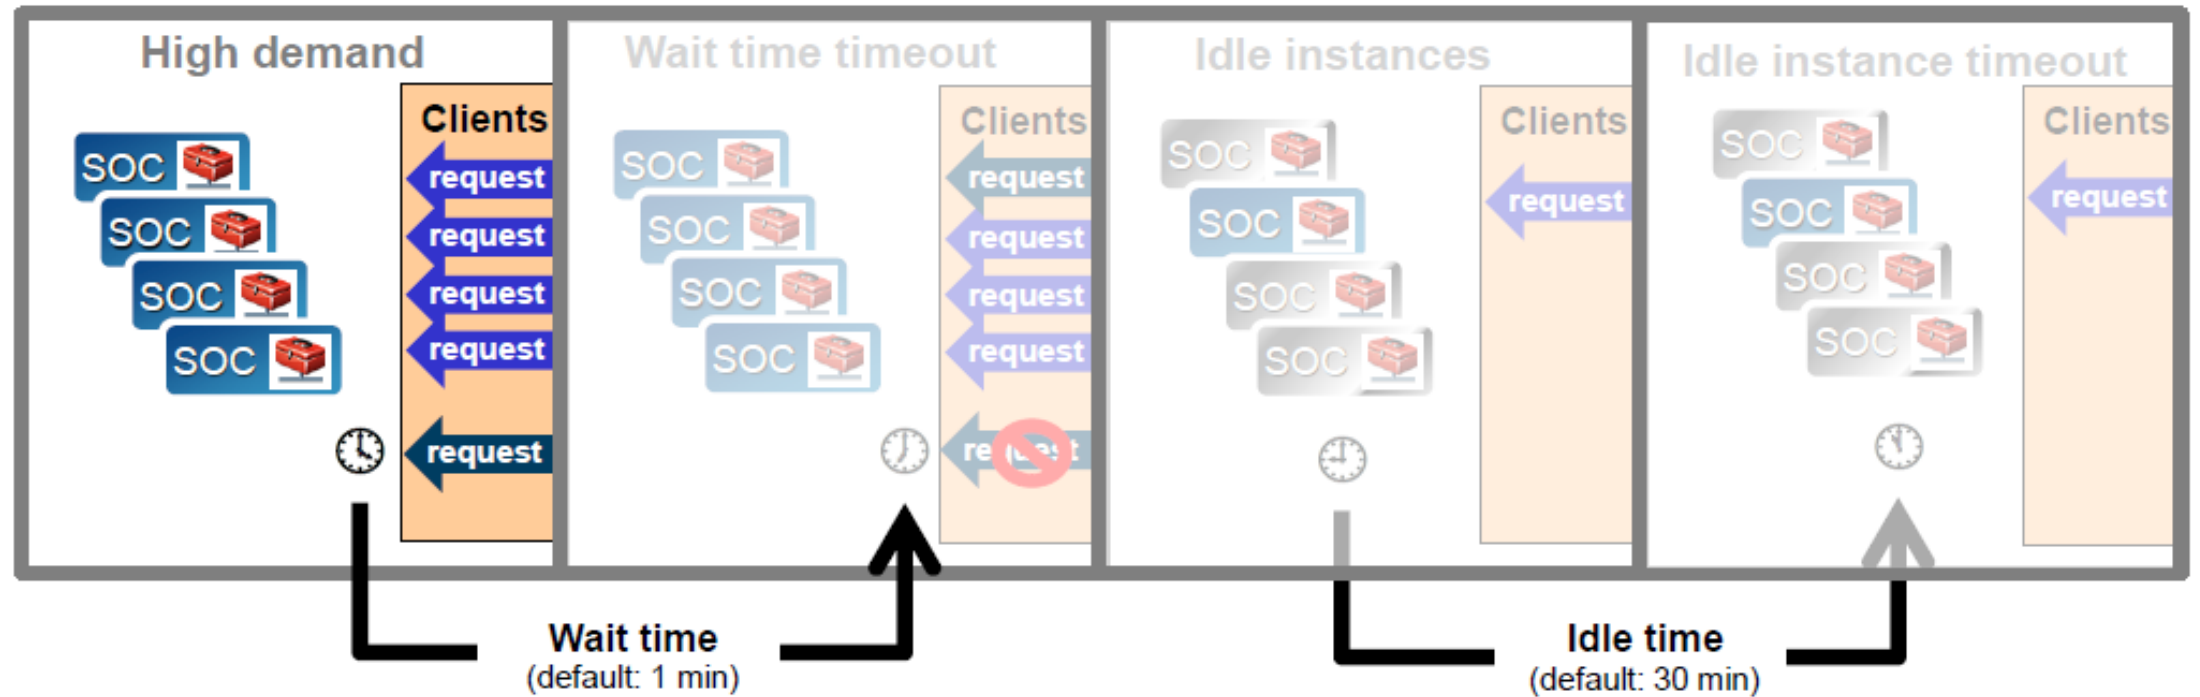 High demand
Clients
SOC
request
SOC
request
SOC
request
SOC
request
request
Wait time timeout
Clients
SOC
request
SOC
request
SOC
request
SOC
request
request
Idle instances
Clients
SOC
request
SOC
SOC
SOC
Idle instance timeout
Clients
SOC
request
SOC
SOC
SOC
Wait time
(default: 1 min)
Idle time
(default: 30 min)